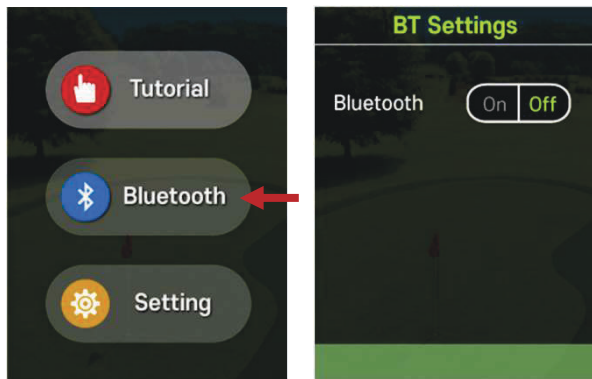 Tutorial
Bluetooth
Setting
BT Settings
Bluetooth On Off